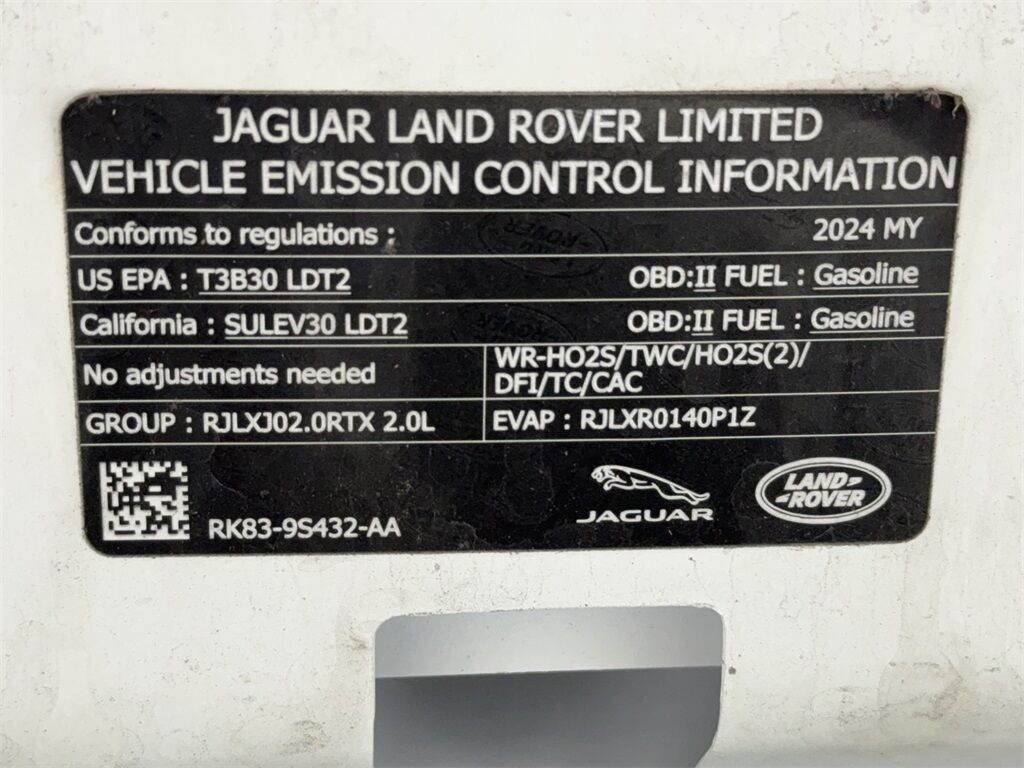 JAGUAR LAND ROVER LIMITED
VEHICLE EMISSION CONTROL INFORMATION
Conforms to regulations : 2024 MY
US EPA : T3B30 LDT2 OBD:II FUEL : Gasoline
California : SULEV30 LDT2 OBD:II FUEL : Gasoline
No adjustments needed
WR-HO2S/TWC/HO2S(2)/
DFI/TC/CAC
GROUP : RJLXJ02.0RTX 2.0L EVAP : RJLXR0140P1Z
RK83-9S432-AA
JAGUAR
LAND
ROVER